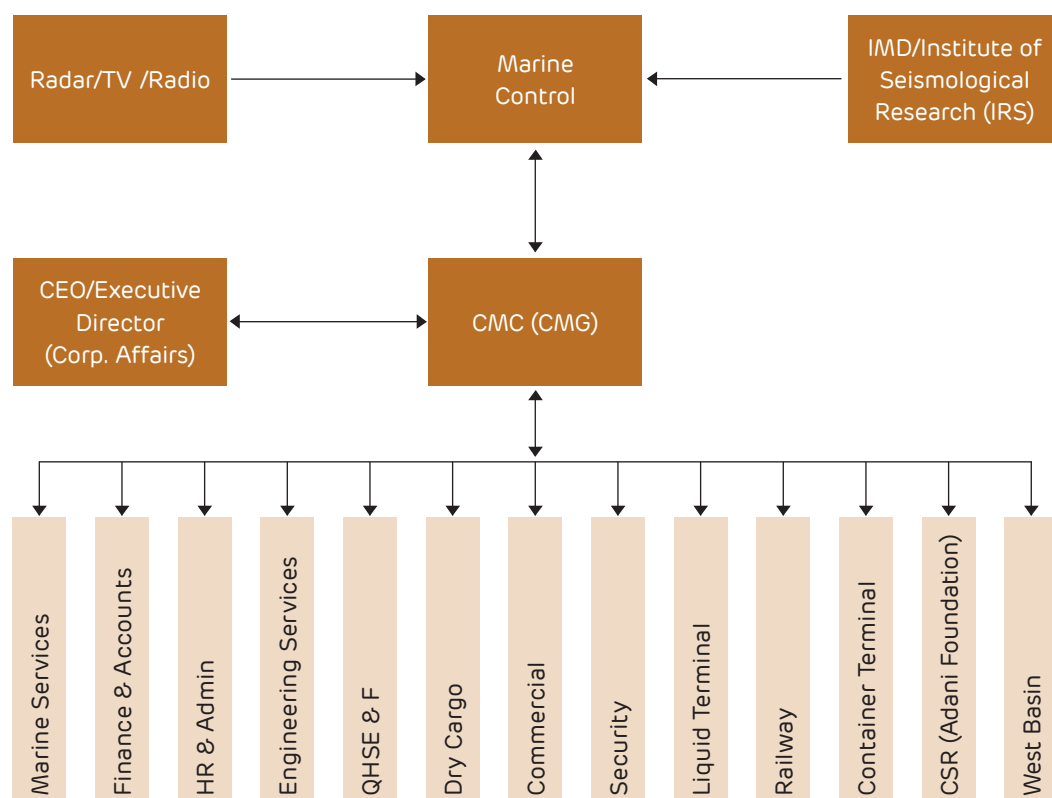 Radar/TV /Radio
Marine
Control
IMD/Institute of
Seismological
Research (IRS)
CEO/Executive
Director
(Corp. Affairs)
CMC (CMG)
Marine Services
Finance & Accounts
HR & Admin
Engineering Services
QHSE & F
Dry Cargo
Commercial
Security
Liquid Terminal
Railway
Container Terminal
CSR (Adani Foundation)
West Basin